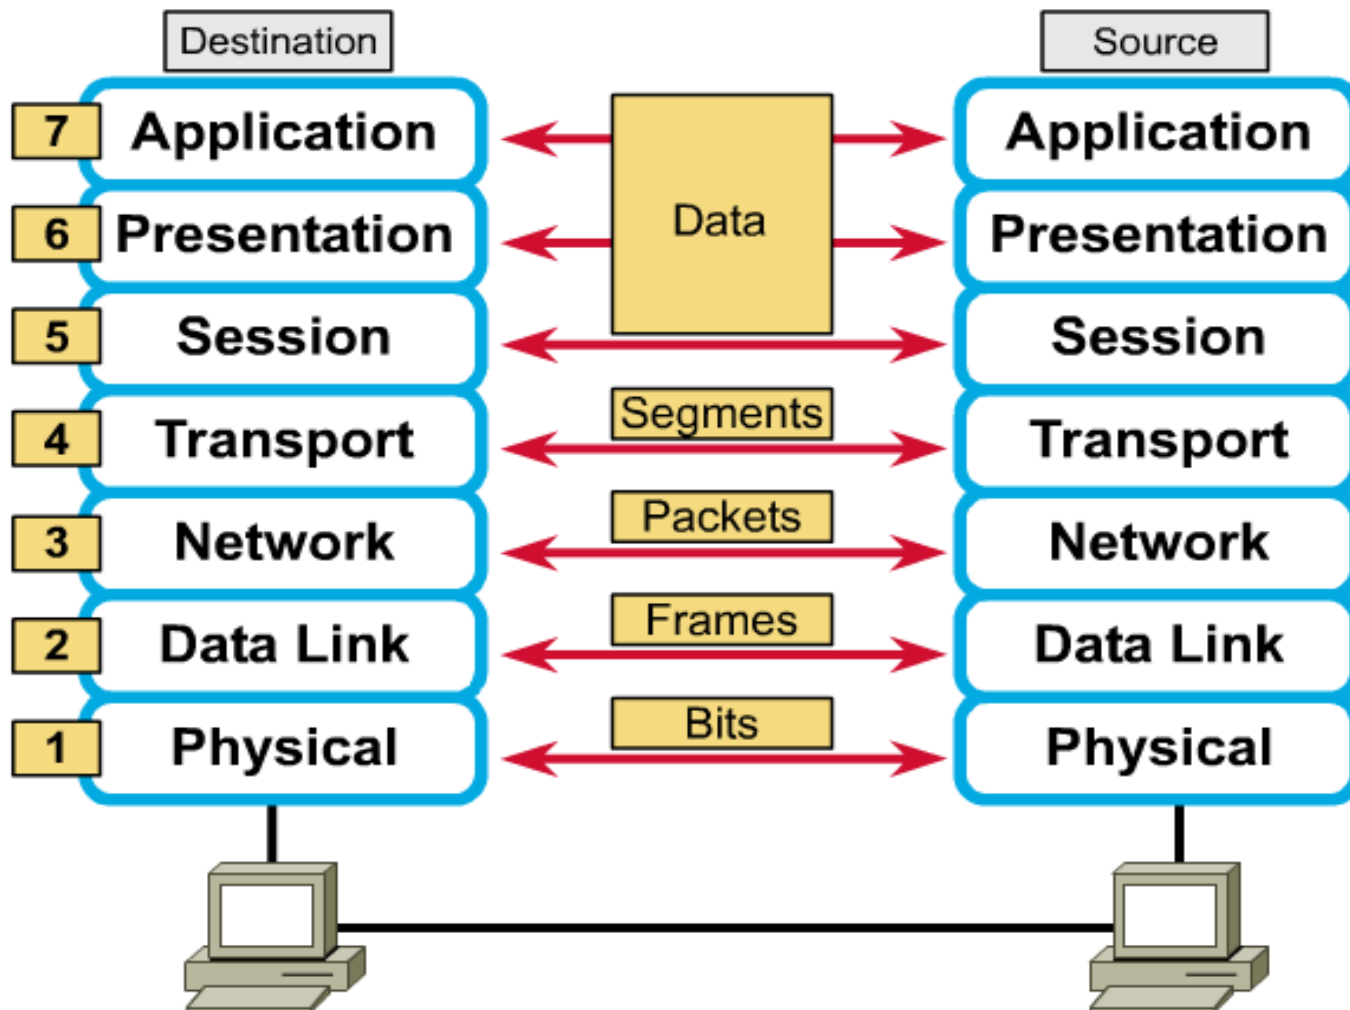 Destination
Source
7
Application
Data
Application
6
Presentation
Presentation
5
Session
Session
4
Transport
Segments
Transport
3
Network
Packets
Network
2
Data Link
Frames
Data Link
1
Physical
Bits
Physical